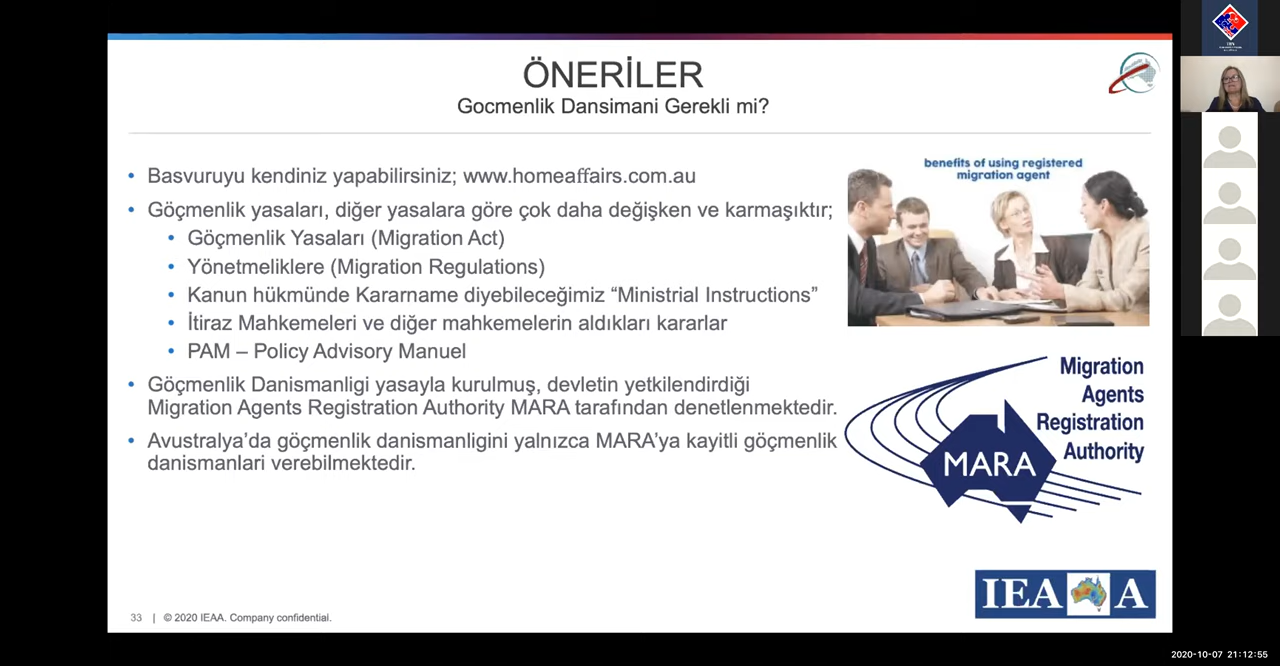 ÖNERİLER
Gocmenlik Dansimani Gerekli mi?
• Basvuruyu kendiniz yapabilirsiniz; www.homeaffairs.com.au
• Göçmenlik yasaları, diğer yasalara göre çok daha değişken ve karmaşıktır;
• Göçmenlik Yasaları (Migration Act)
• Yönetmeliklere (Migration Regulations)
• Kanun hükmünde Kararname diyebileceğimiz “Ministrial Instructions”
• İtiraz Mahkemeleri ve diğer mahkemelerin aldıkları kararlar
• PAM – Policy Advisory Manuel
• Göçmenlik Danismanligi yasayla kurulmuş, devletin yetkilendirdiği
Migration Agents Registration Authority MARA tarafından denetlenmektedir.
• Avustralya’da göçmenlik danismanligini yalnızca MARA’ya kayitli göçmenlik
danismanlari verebilmektedir.
benefits of using registered
migration agent
Migration
Agents
Registration
Authority
MARA
IEAA
33 | © 2020 IEAA. Company confidential.
2020-10-07 21:12:55